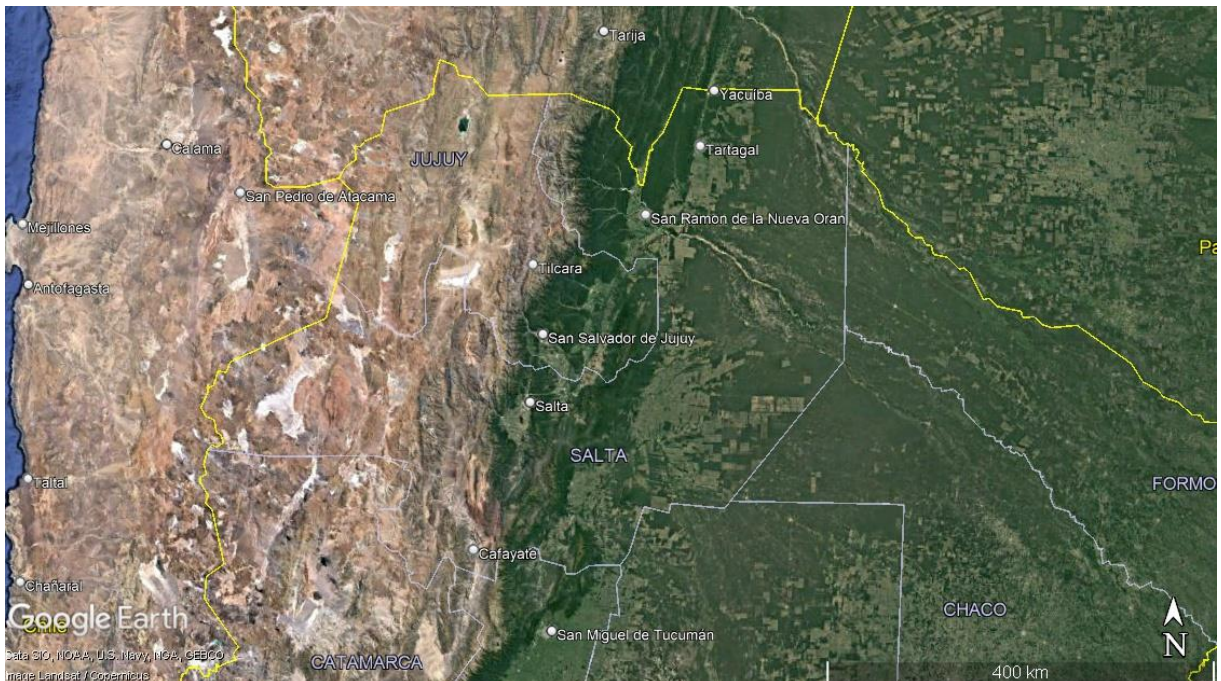 Tarija
Yacuiba
Calama
Tartagal
JUJUY
San Pedro de Atacama
San Ramon de la Nueva Oran
Mejillones
Pa
Tilcara
Antofagasta
San Salvador de Jujuy
Salta
SALTA
Taltal
FORMO
Cafayate
Chañaral
CHACO
Google Earth
Chile
San Miguel de Tucumán
N
Data SIO, NOAA, U.S. Navy, NGA, GEBCO
CATAMARCA
400 km
Image Landsat / Copernicus